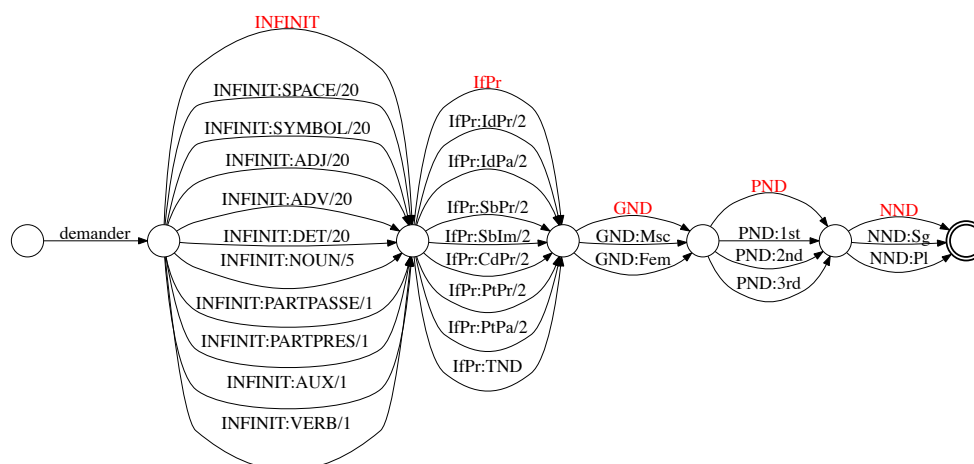 demander
INFINIT
INFINIT:SPACE/20
INFINIT:SYMBOL/20
INFINIT:ADJ/20
INFINIT:ADV/20
INFINIT:DET/20
INFINIT:NOUN/5
INFINIT:PARTPASSE/1
INFINIT:PARTPRES/1
INFINIT:AUX/1
INFINIT:VERB/1
IfPr
IfPr:IdPr/2
IfPr:IdPa/2
IfPr:SbPr/2
IfPr:SbIm/2
IfPr:CdPr/2
IfPr:PtPr/2
IfPr:PtPa/2
IfPr:TND
GND
GND:Msc
GND:Fem
PND
PND:1st
PND:2nd
PND:3rd
NND
NND:Sg
NND:Pl